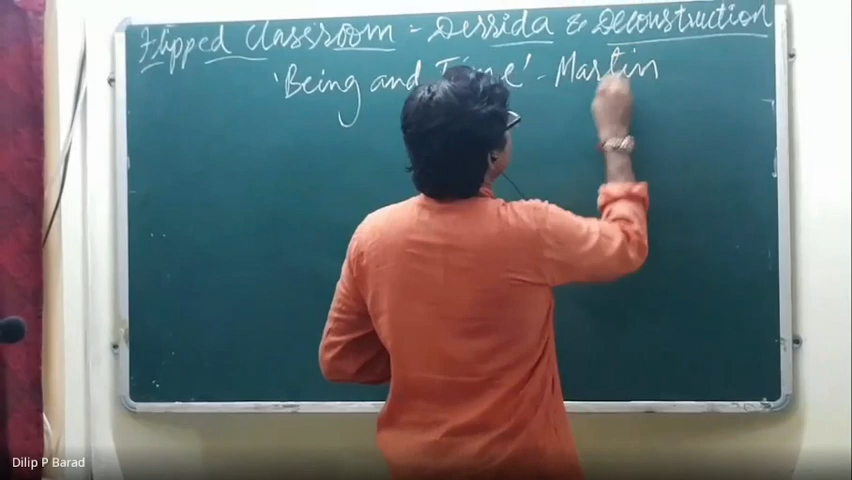 Flipped Classroom - Derrida & Deconstruction
'Being and Time' - Martin
Dilip P Barad